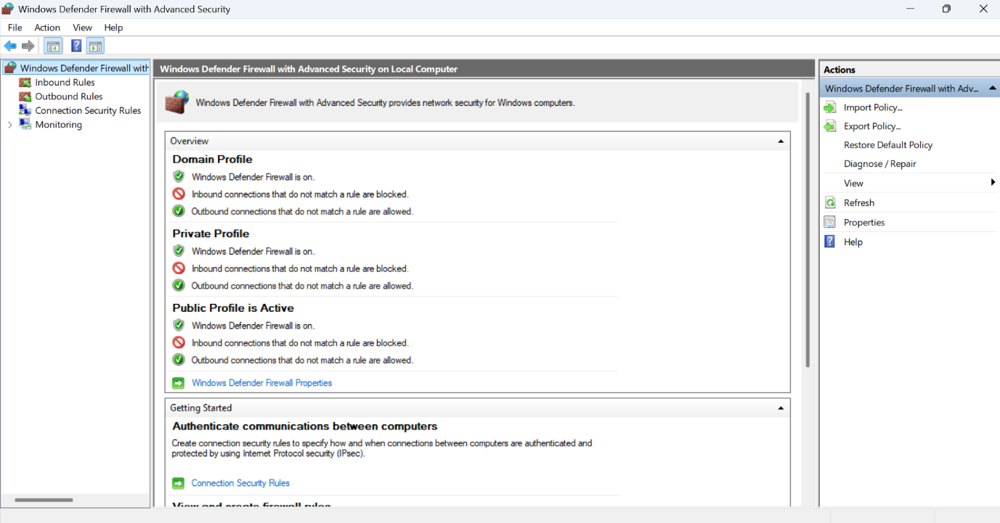 Windows Defender Firewall with Advanced Security
File Action View Help
Windows Defender Firewall with
Inbound Rules
Outbound Rules
Connection Security Rules
Monitoring
Windows Defender Firewall with Advanced Security on Local Computer
Windows Defender Firewall with Advanced Security provides network security for Windows computers.
Overview
Domain Profile
Windows Defender Firewall is on.
Inbound connections that do not match a rule are blocked.
Outbound connections that do not match a rule are allowed.
Private Profile
Windows Defender Firewall is on.
Inbound connections that do not match a rule are blocked.
Outbound connections that do not match a rule are allowed.
Public Profile is Active
Windows Defender Firewall is on.
Inbound connections that do not match a rule are blocked.
Outbound connections that do not match a rule are allowed.
Windows Defender Firewall Properties
Getting Started
Authenticate communications between computers
Create connection security rules to specify how and when connections between computers are authenticated and
protected by using Internet Protocol security (IPsec).
Connection Security Rules
View and create firewall rules
Actions
Windows Defender Firewall with Adv...
Import Policy...
Export Policy...
Restore Default Policy
Diagnose / Repair
View
Refresh
Properties
Help